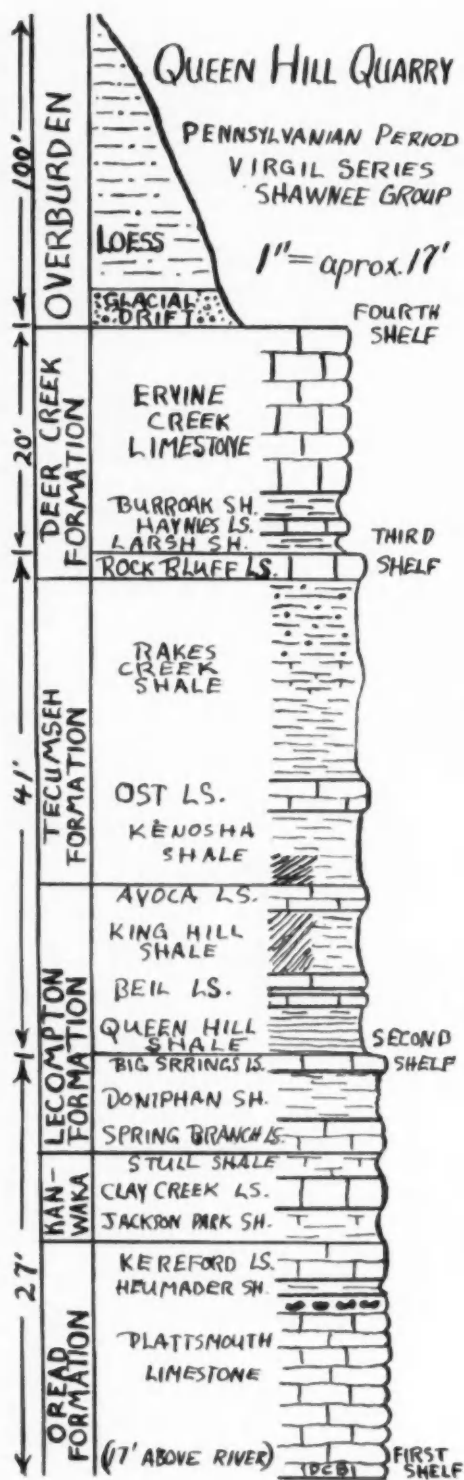 QUEEN HILL QUARRY
PENNSYLVANIAN PERIOD
VIRGIL SERIES
SHAWNEE GROUP
1"= aprox. 17'
100'
OVERBURDEN
LOESS
GLACIAL
DRIFT
FOURTH
SHELF
20'
DEER CREEK
FORMATION
ERVINE
CREEK
LIMESTONE
BURROAK SH.
HAYNIES LS.
LARSH SH.
THIRD
SHELF
ROCK BLUFF LS.
41'
TECUMSEH
FORMATION
RAKES
CREEK
SHALE
OST LS.
KENOSHA
SHALE
LECOMPTON
FORMATION
AVOCA LS.
KING HILL
SHALE
BEIL LS.
QUEEN HILL
SHALE
SECOND
SHELF
27'
BIG SRRINGS LS.
DONIPHAN SH.
SPRING BRANCH LS.
KAN-
WAKA
STULL SHALE
CLAY CREEK LS.
JACKSON PARK SH.
OREAD
FORMATION
KEREFORD LS.
HEUMADER SH.
PLATTSMOUTH
LIMESTONE
(17' ABOVE RIVER)
FIRST
SHELF